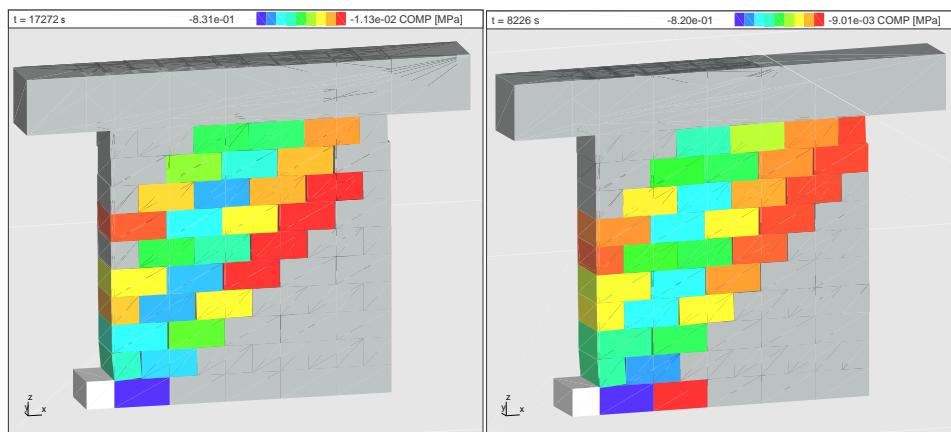 t = 17272 s -8.31e-01 -1.13e-02 COMP [MPa]
z
y x
t = 8226 s -8.20e-01 -9.01e-03 COMP [MPa]
z
y x